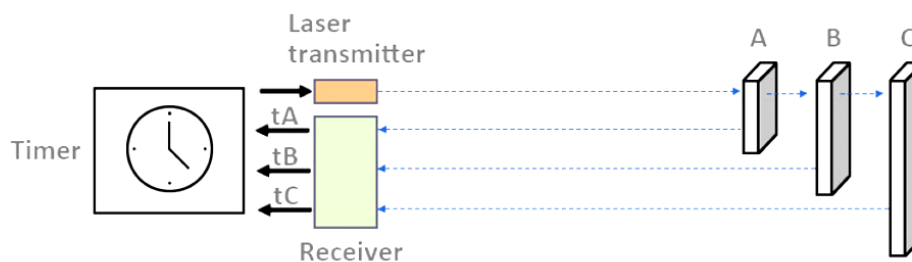 Laser
transmitter
A
B
C
tA
Timer
tB
tC
Receiver